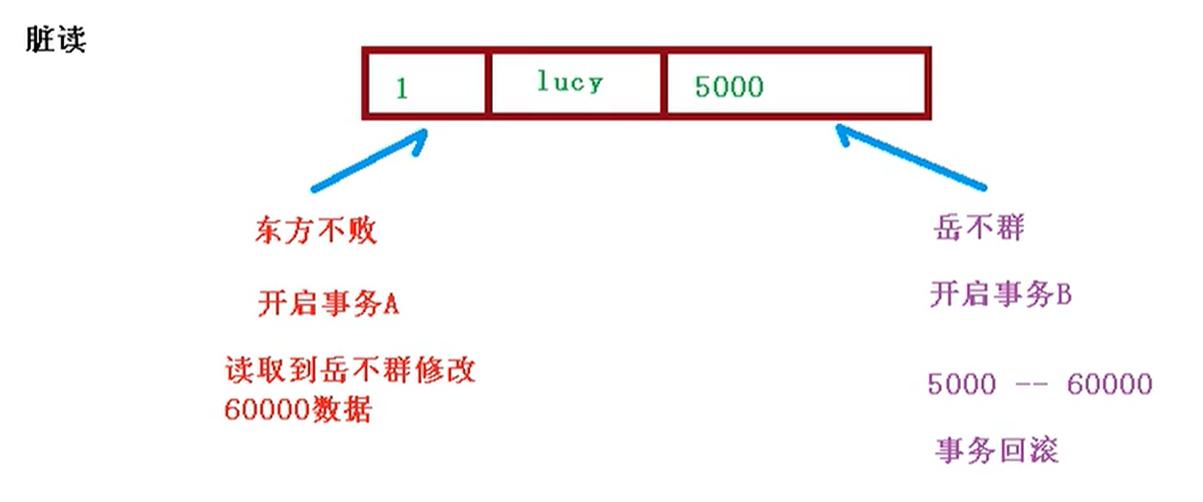 脏读
1 lucy 5000
东方不败
开启事务A
读取到岳不群修改
60000数据
岳不群
开启事务B
5000 -- 60000
事务回滚